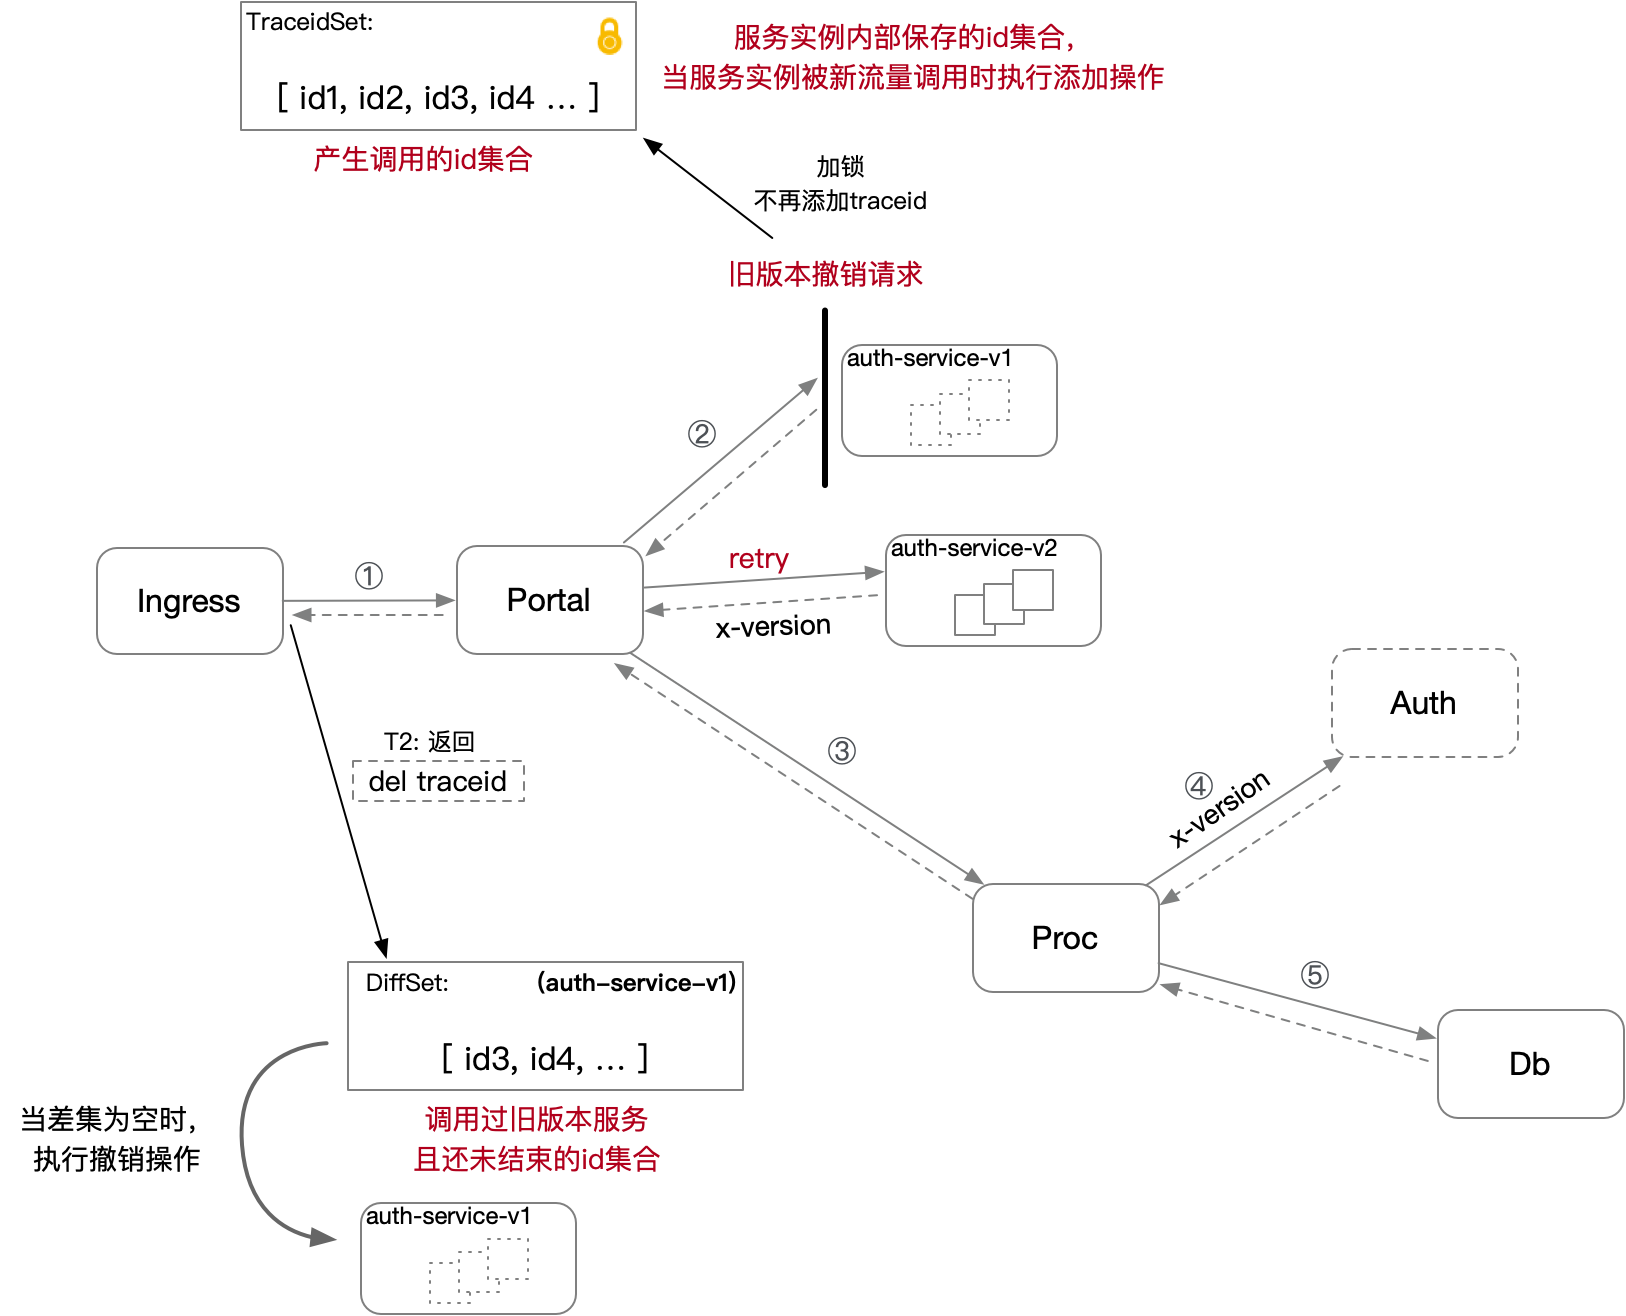 TraceidSet:
[ id1, id2, id3, id4 ... ]
产生调用的id集合
服务实例内部保存的id集合，
当服务实例被新流量调用时执行添加操作
加锁
不再添加traceid
旧版本撤销请求
auth-service-v1
②
retry
auth-service-v2
x-version
Ingress
①
Portal
Auth
T2: 返回
del traceid
③
④
x-version
Proc
⑤
Db
DiffSet:
(auth-service-v1)
[ id3, id4, ... ]
当差集为空时，
执行撤销操作
调用过旧版本服务
且还未结束的id集合
auth-service-v1